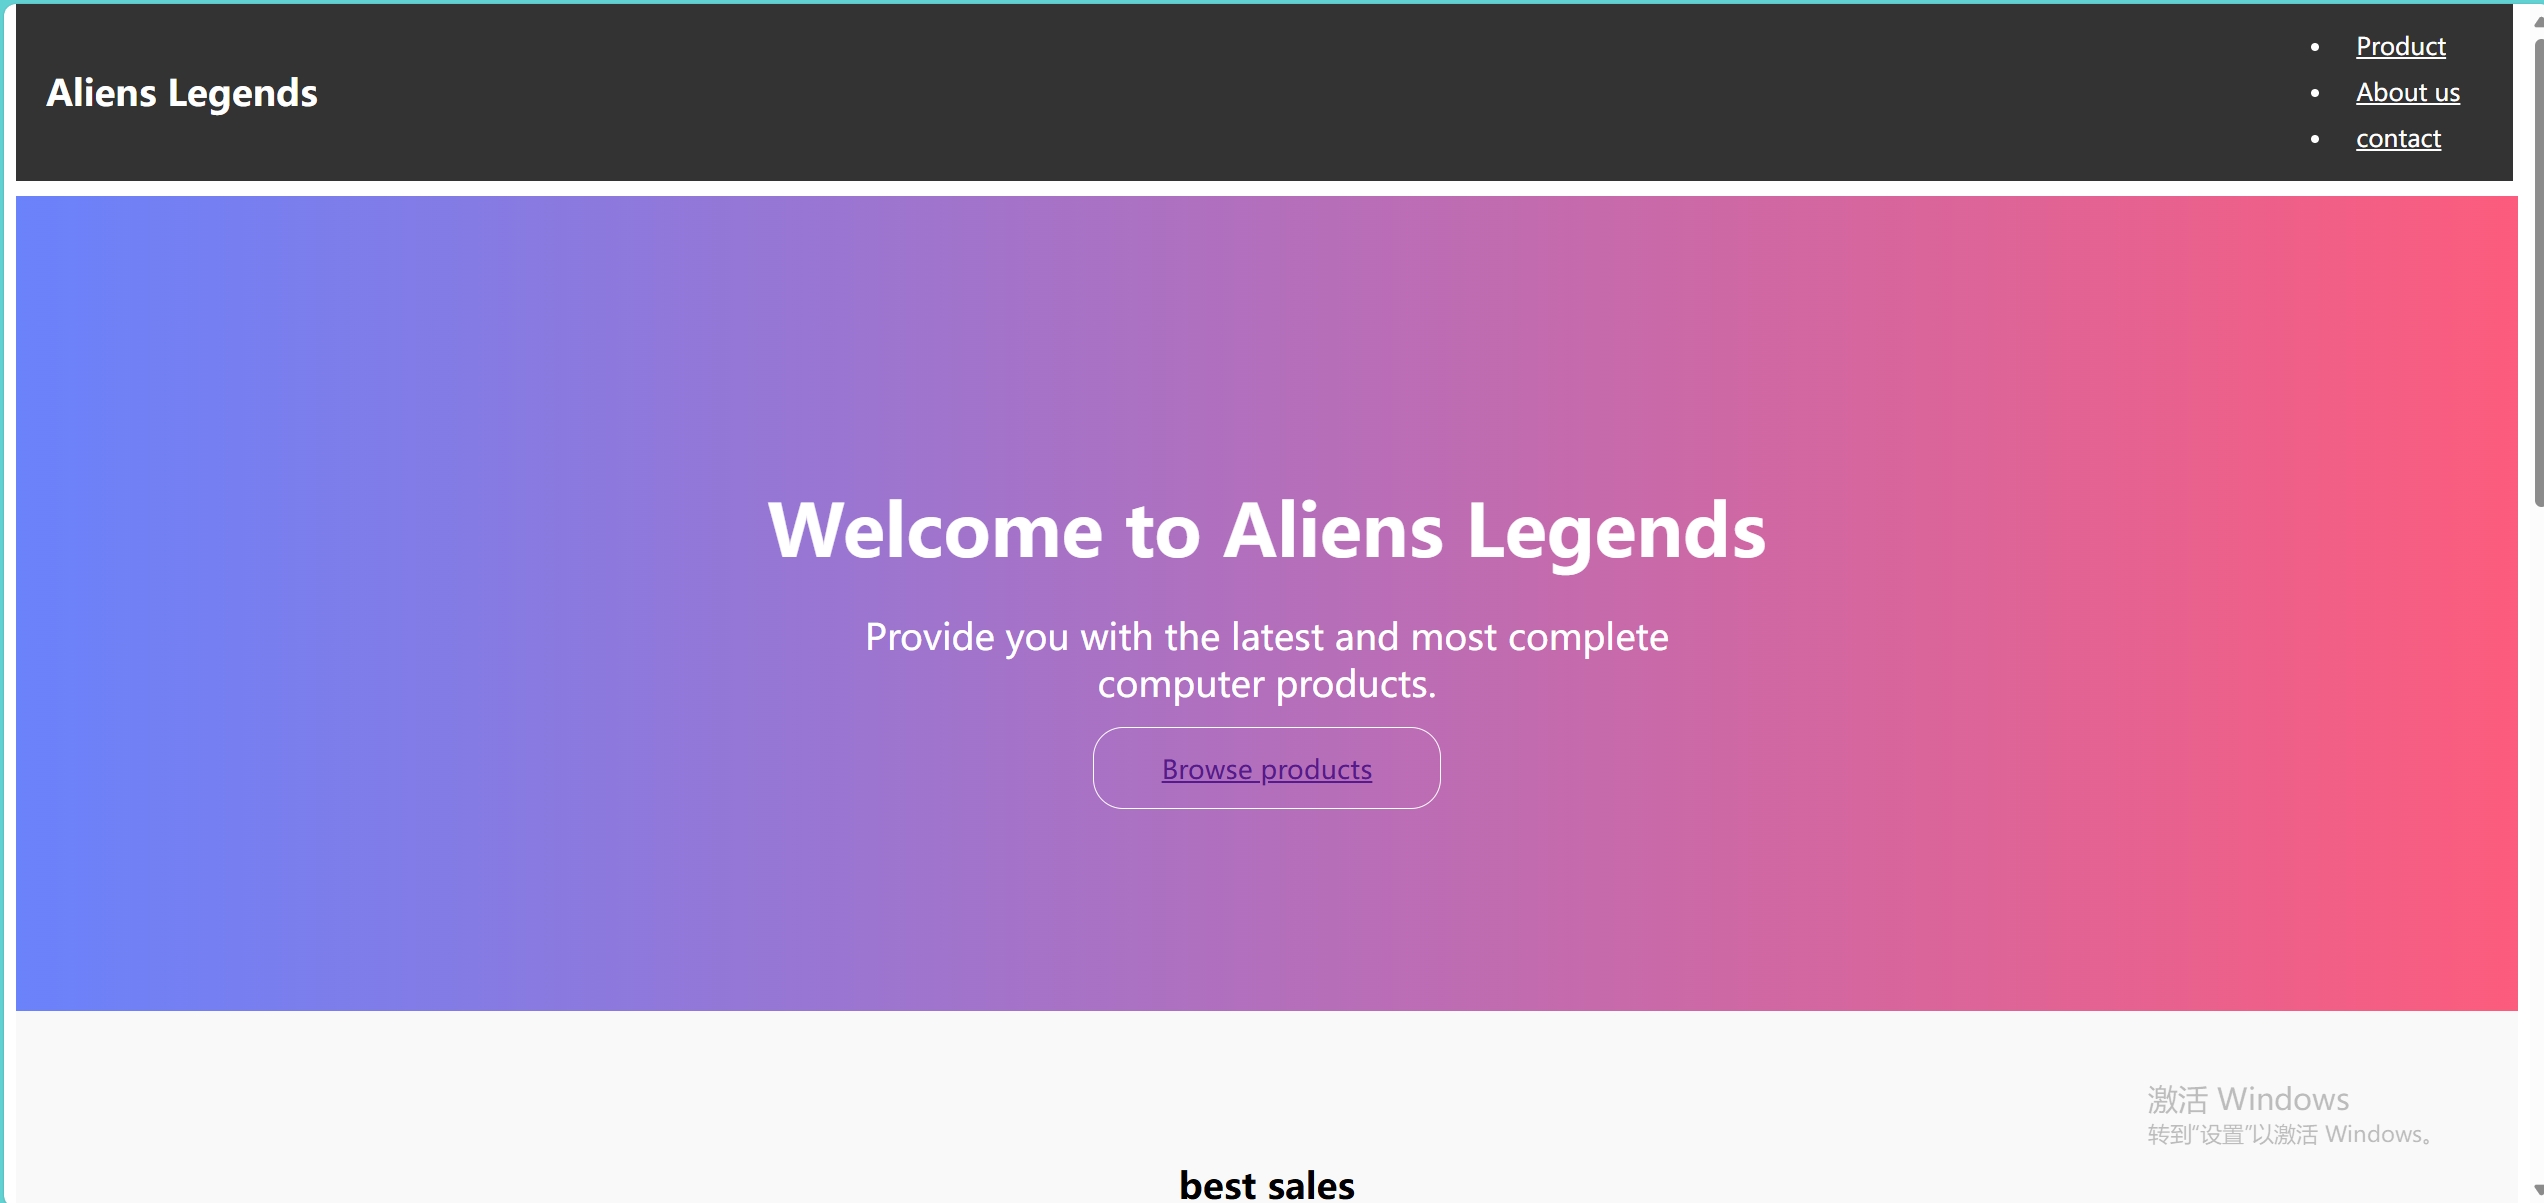 Aliens Legends
Product
About us
contact
Welcome to Aliens Legends
Provide you with the latest and most complete
computer products.
Browse products
激活 Windows
转到“设置”以激活 Windows。
best sales